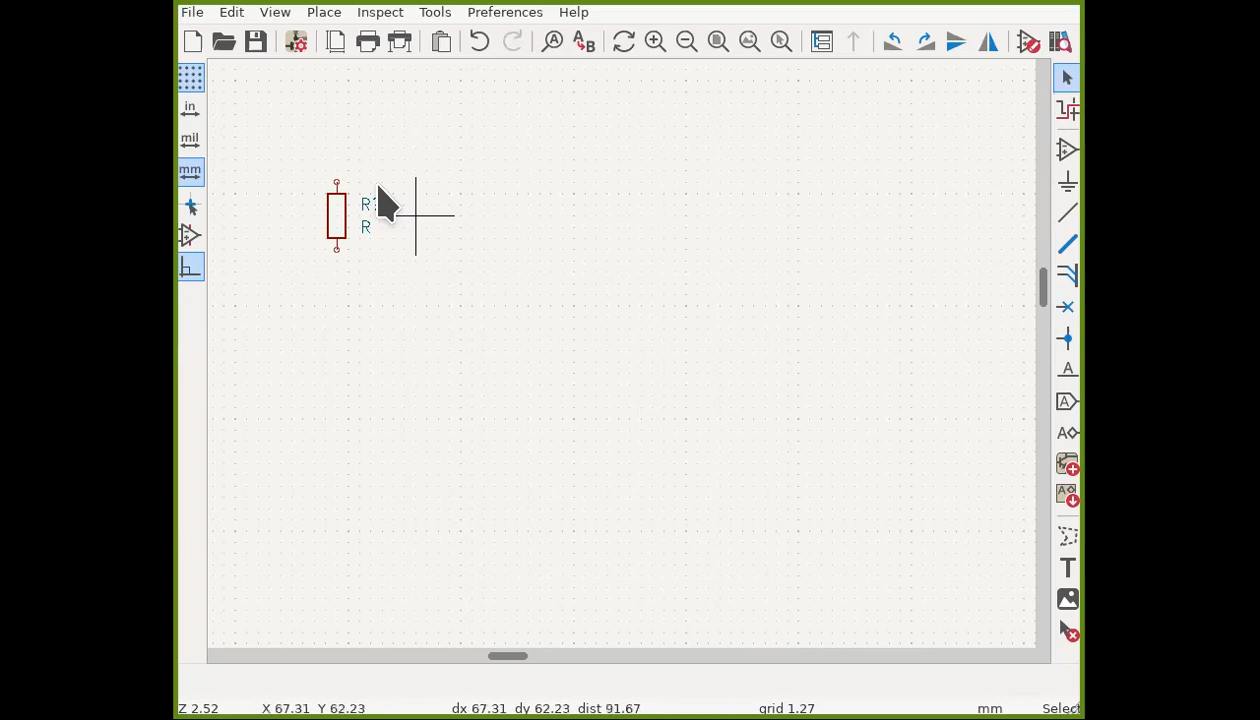 File Edit View Place Inspect Tools Preferences Help
in
mil
mm
R?
R
Z 2.52 X 67.31 Y 62.23 dx 67.31 dy 62.23 dist 91.67 grid 1.27 mm Select